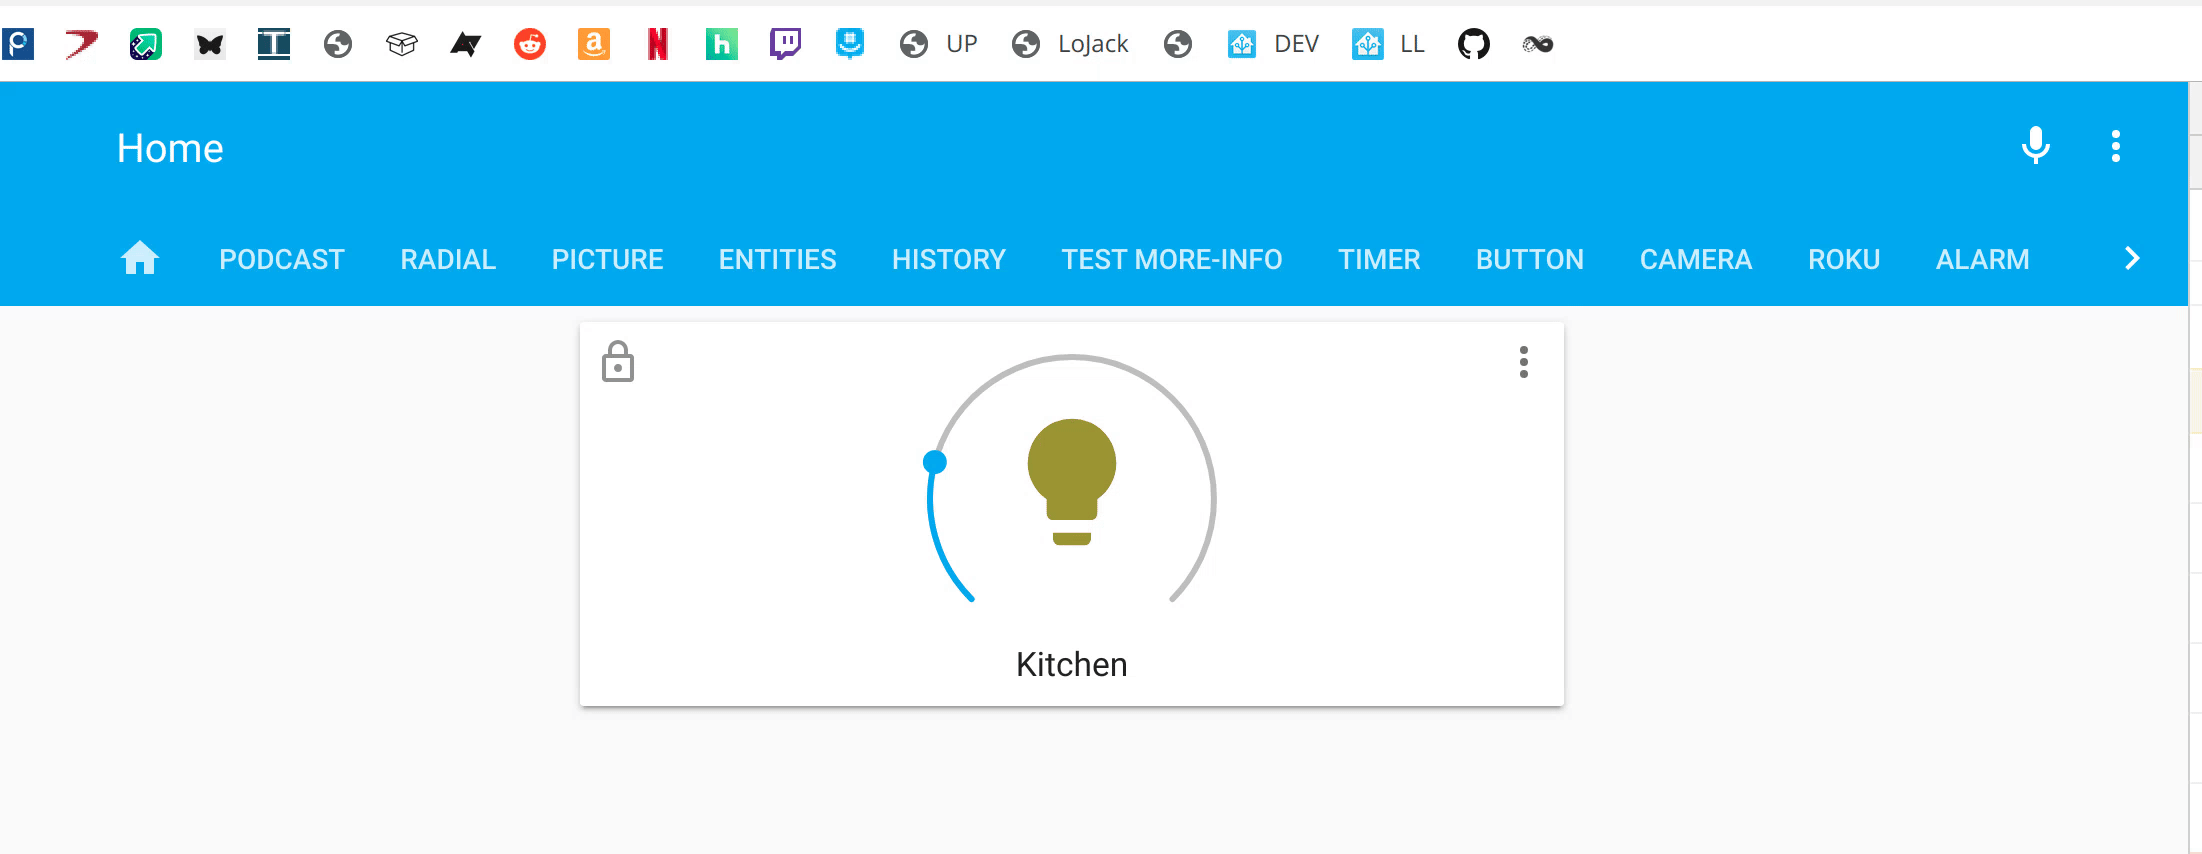 UP LoJack DEV LL
Home
PODCAST RADIAL PICTURE ENTITIES HISTORY TEST MORE-INFO TIMER BUTTON CAMERA ROKU ALARM
Kitchen